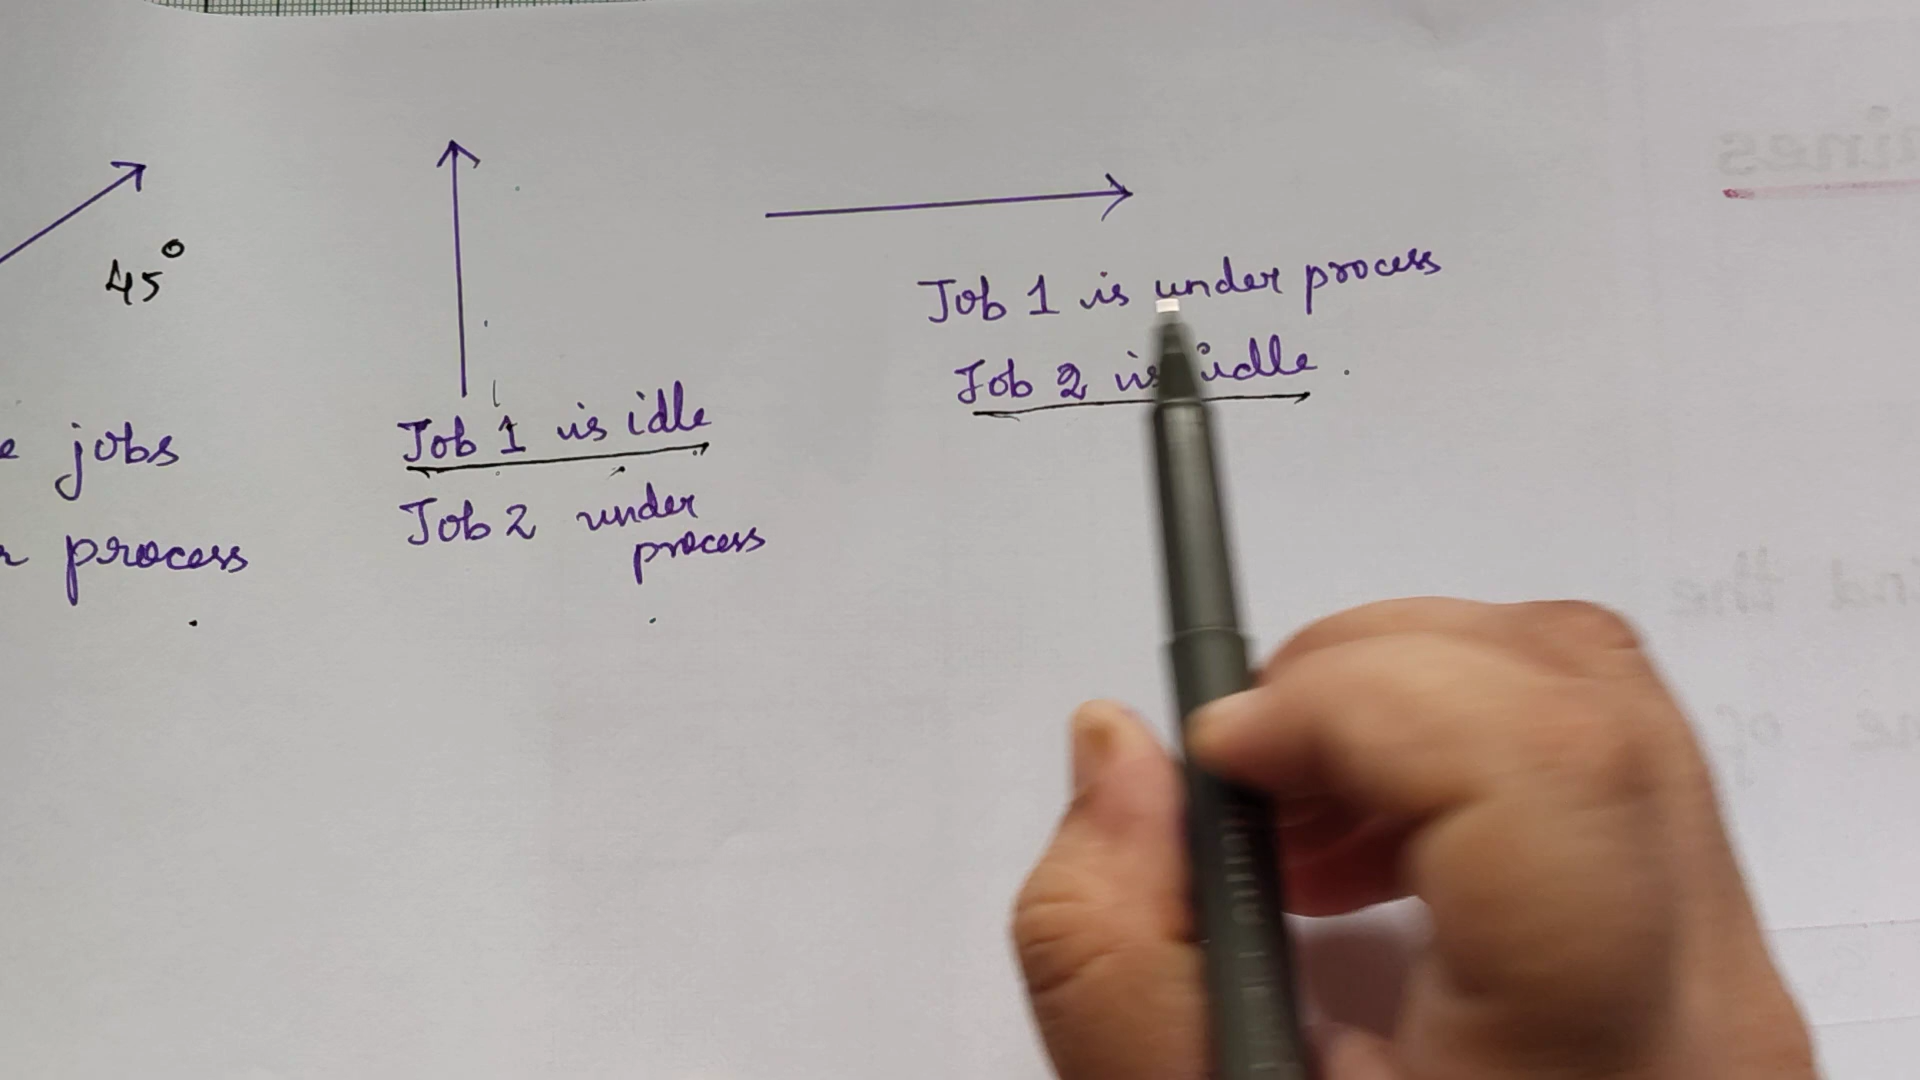 45°
jobs
process
Job 1 is idle
Job 2 under
process
Job 1 is under process
Job 2 is idle.